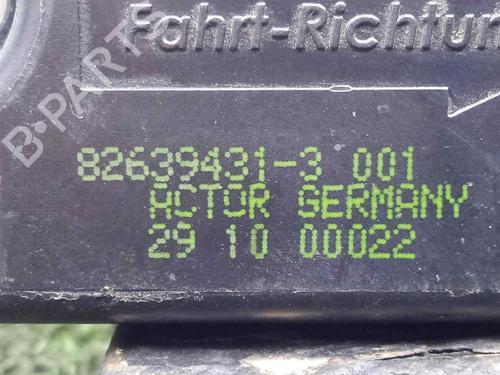 Fahrt-Richtun
82639431-3 001
ACTOR GERMANY
29 10 00022
B-PARTS